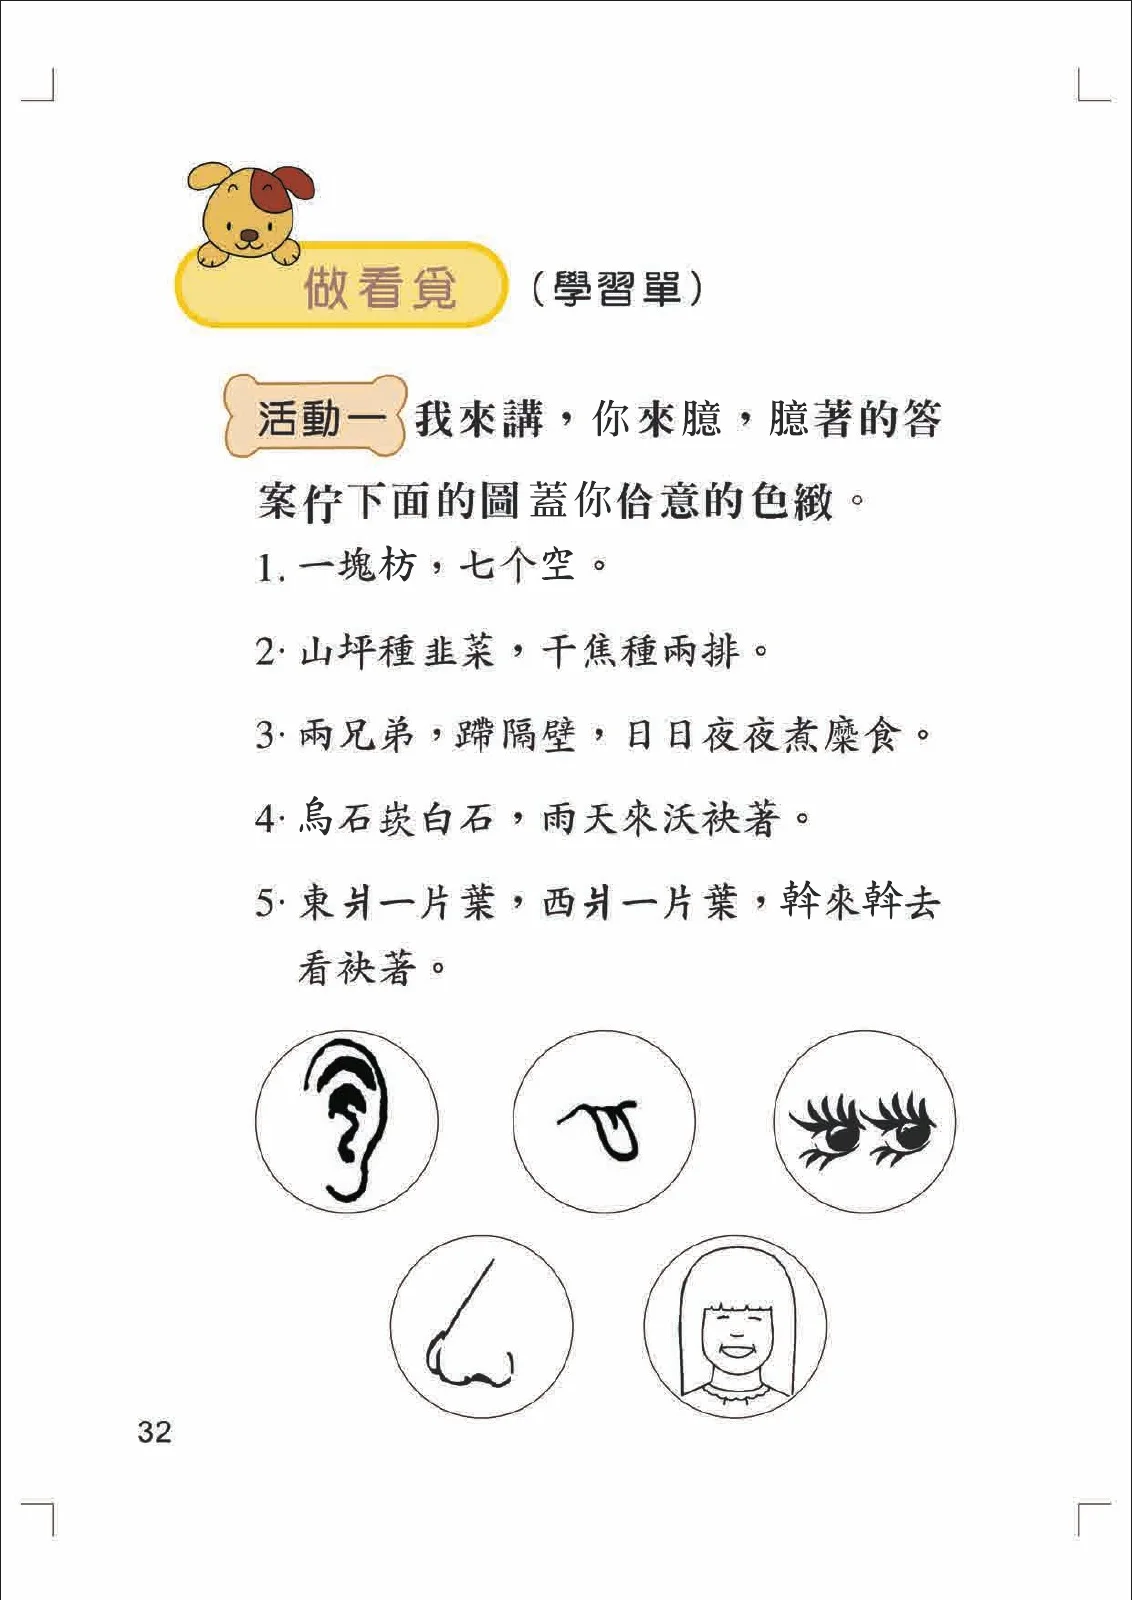 做看覓
（學習單）
活動一 我來講，你來臆，臆著的答
案佇下面的圖蓋你佮意的色緻。
1. 一塊枋，七个空。
2. 山坪種韭菜，干焦種兩排。
3. 兩兄弟，蹛隔壁，日日夜夜煮糜食。
4. 烏石崁白石，雨天來沃袂著。
5. 東爿一片葉，西爿一片葉，斡來斡去
看袂著。
32